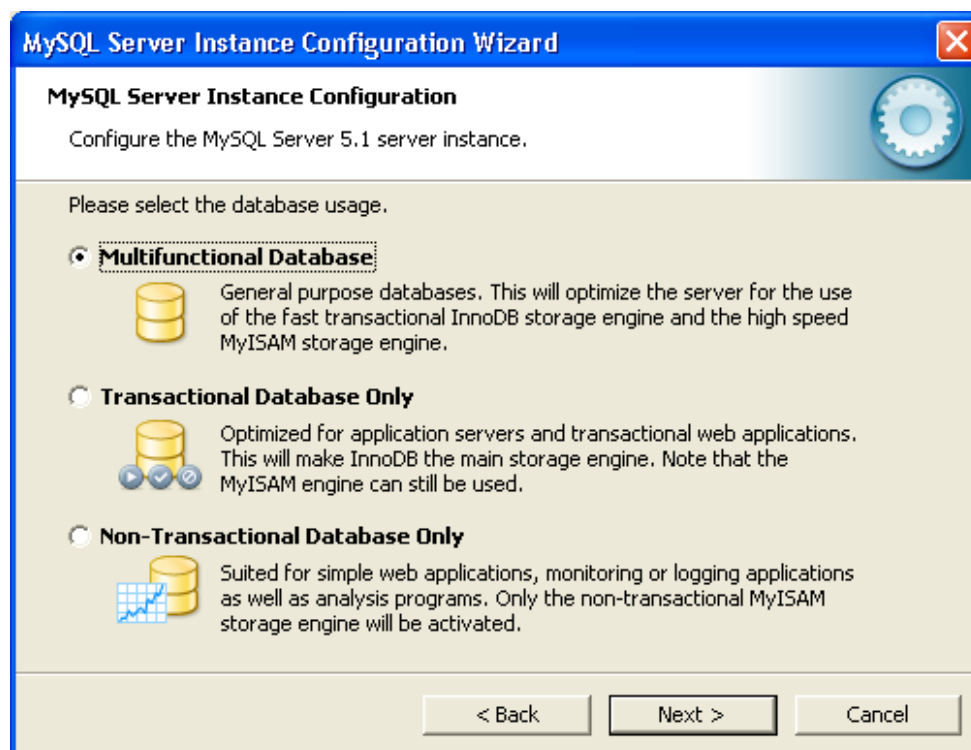 MySQL Server Instance Configuration Wizard
MySQL Server Instance Configuration
Configure the MySQL Server 5.1 server instance.
Please select the database usage.
Multifunctional Database
General purpose databases. This will optimize the server for the use
of the fast transactional InnoDB storage engine and the high speed
MyISAM storage engine.
Transactional Database Only
Optimized for application servers and transactional web applications.
This will make InnoDB the main storage engine. Note that the
MyISAM engine can still be used.
Non-Transactional Database Only
Suited for simple web applications, monitoring or logging applications
as well as analysis programs. Only the non-transactional MyISAM
storage engine will be activated.
< Back Next > Cancel